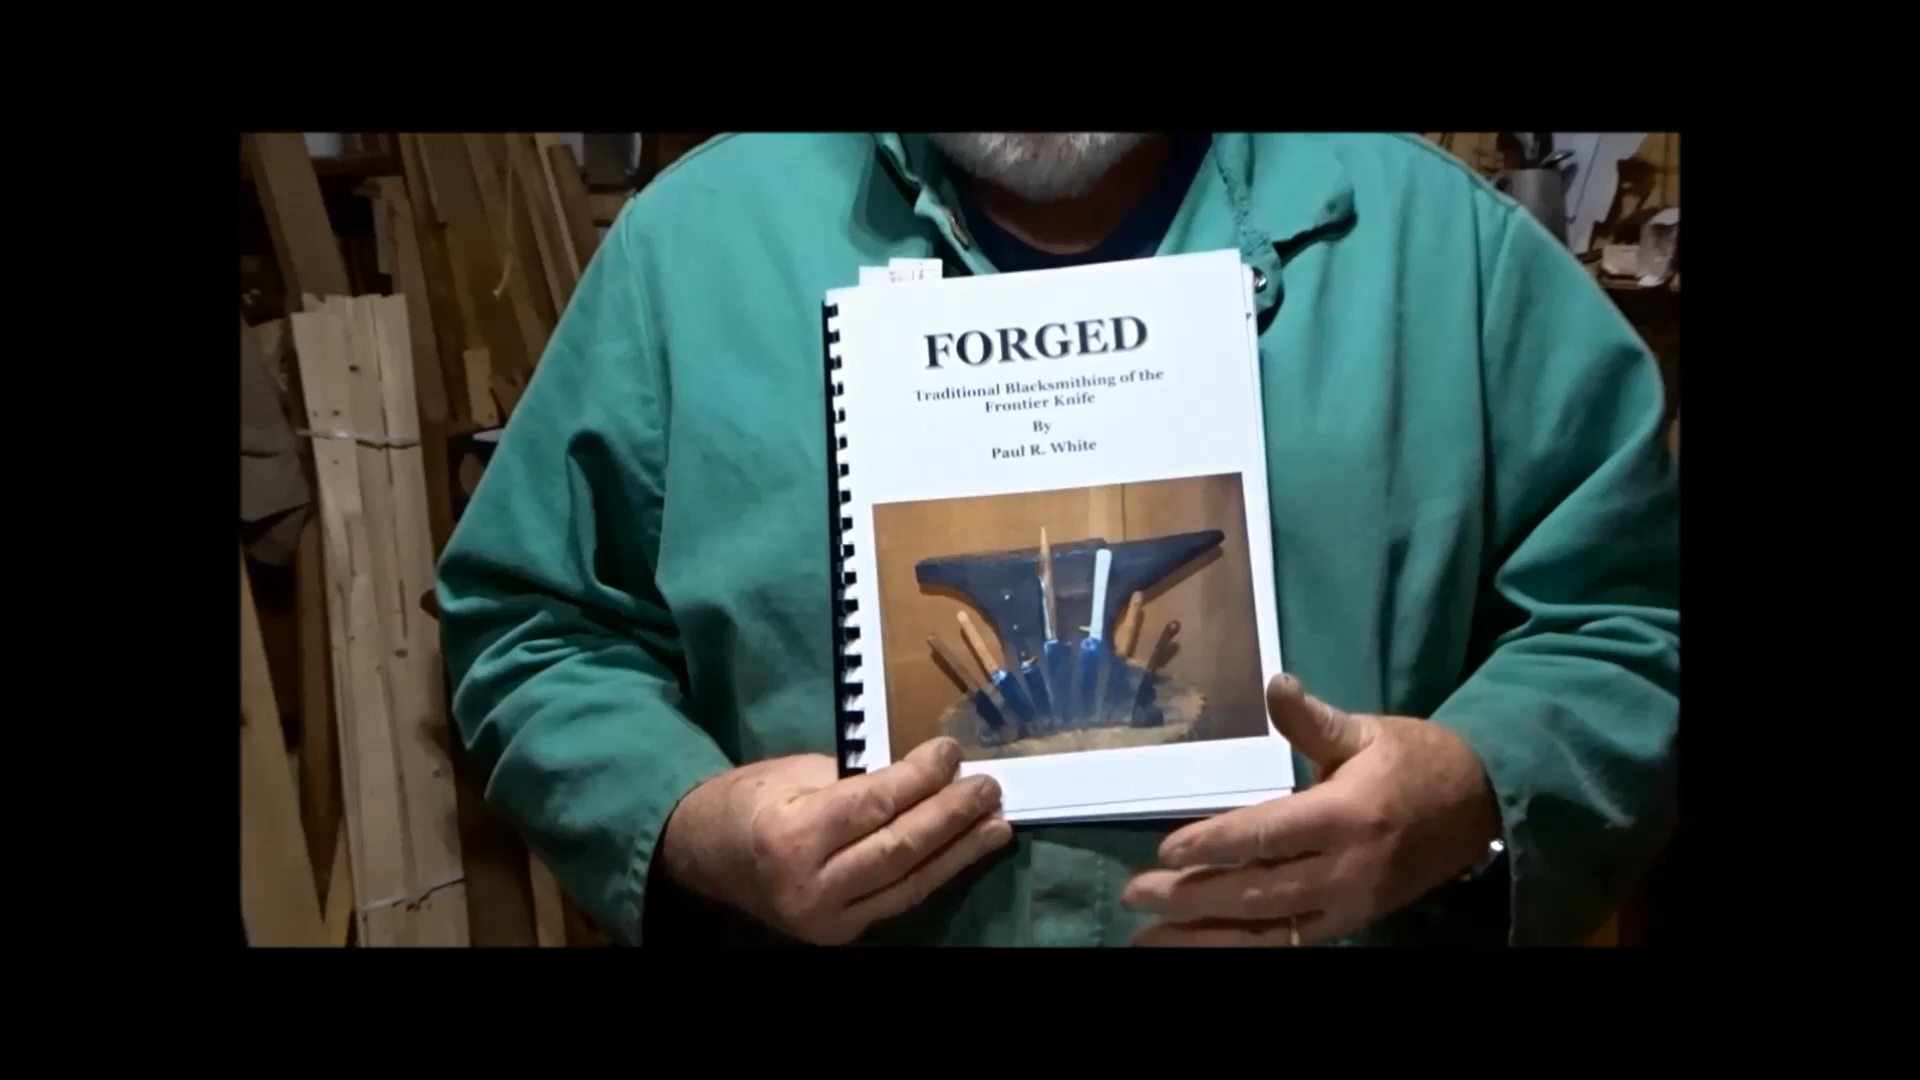 FORGED
Traditional Blacksmithing of the
Frontier Knife
By
Paul R. White